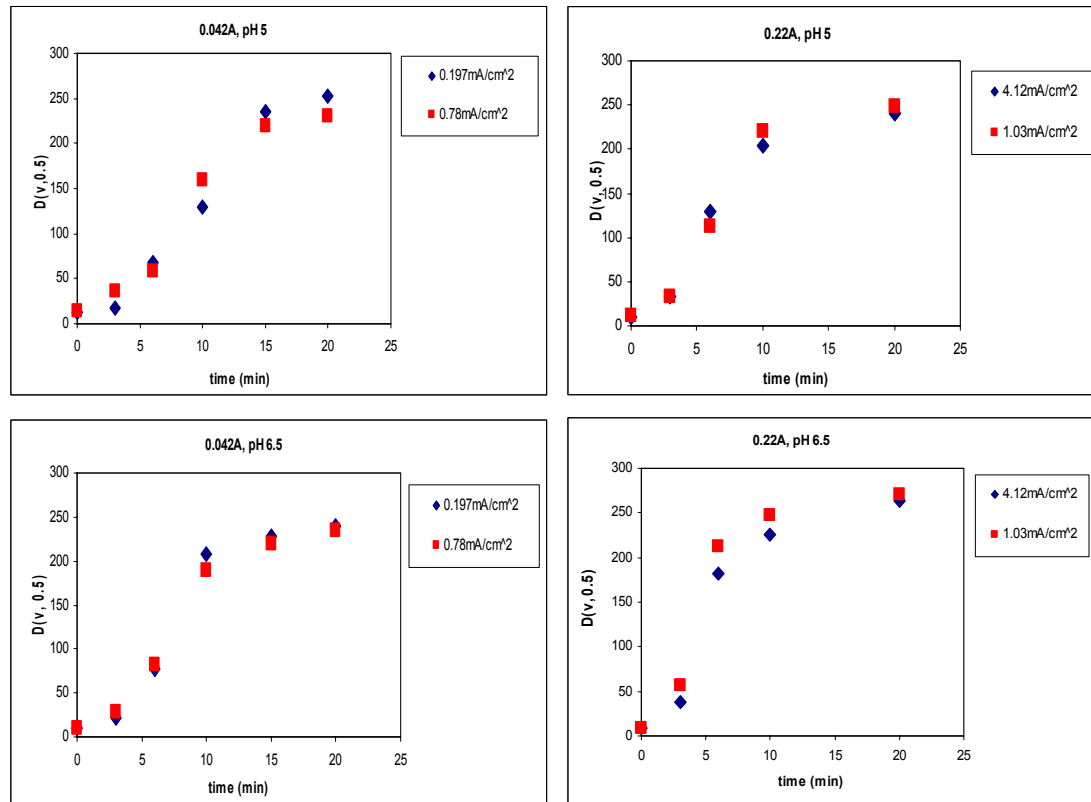 0.042A, pH 5
300
250
200
150
100
50
0
D(v,0.5)
0 5 10 15 20 25
time (min)
0.197mA/cm^2
0.78mA/cm^2
0.22A, pH 5
300
250
200
150
100
50
0
D(v,0.5)
0 5 10 15 20 25
time (min)
4.12mA/cm^2
1.03mA/cm^2
0.042A, pH 6.5
300
250
200
150
100
50
0
D(v, 0.5)
0 5 10 15 20 25
time (min)
0.197mA/cm^2
0.78mA/cm^2
0.22A, pH 6.5
300
250
200
150
100
50
0
D(v,0.5)
0 5 10 15 20 25
time (min)
4.12mA/cm^2
1.03mA/cm^2